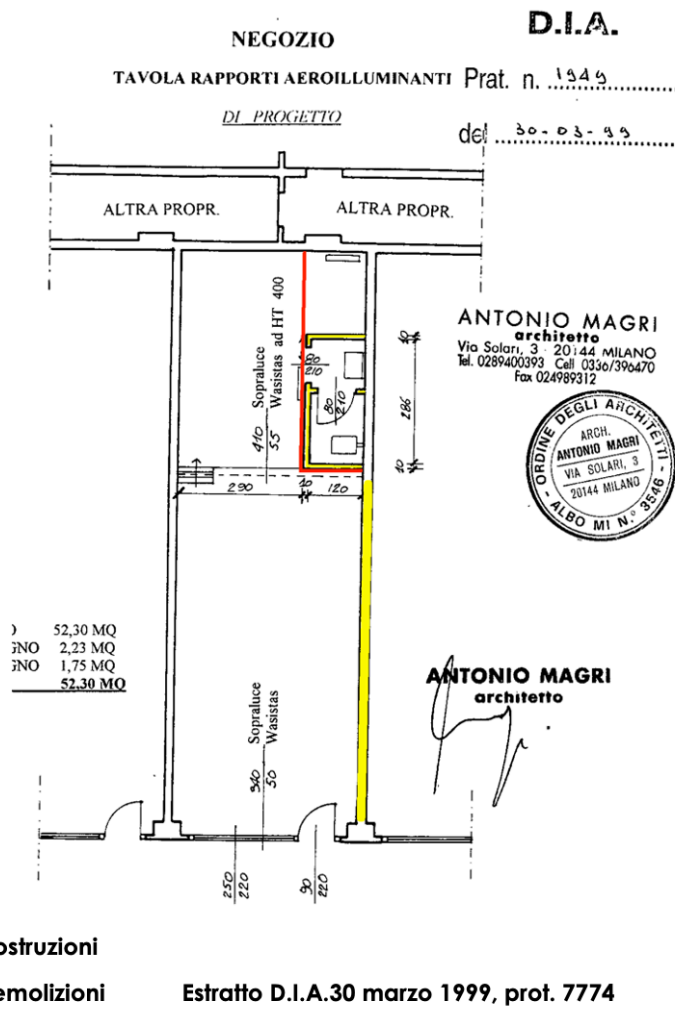 D.I.A.
NEGOZIO
TAVOLA RAPPORTI AEROILLUMINANTI
Prat. n. 1949
DI PROGETTO
del 30-03-99
ALTRA PROPR.
ALTRA PROPR.
Sopraluce
Wasistas ad HT 400
410
55
80
210
80
210
10
286
10
290
10
120
ANTONIO MAGRI
architetto
Via Solari, 3 - 20144 MILANO
Tel. 0289400393 Cell 0336/396470
Fax 024989312
ORDINE DEGLI ARCHITETTI
ARCH.
ANTONIO MAGRI
VIA SOLARI, 3
20144 MILANO
- ALBO MI N.° 3546 -
O 52,30 MQ
GNO 2,23 MQ
GNO 1,75 MQ
52,30 MQ
ANTONIO MAGRI
architetto
Sopraluce
Wasistas
340
50
250
220
90
220
ostruzioni
emolizioni
Estratto D.I.A.30 marzo 1999, prot. 7774